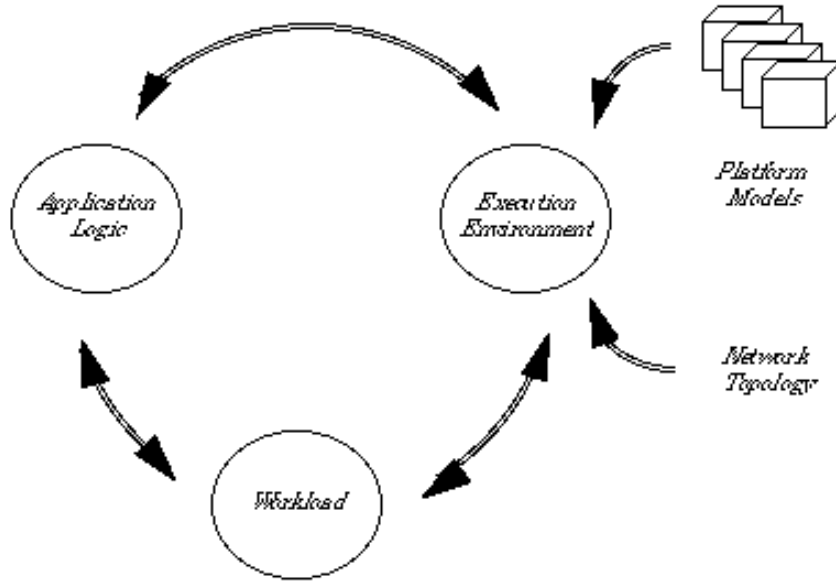 Application
Logic
Execution
Environment
Platform
Models
Network
Topology
Workload